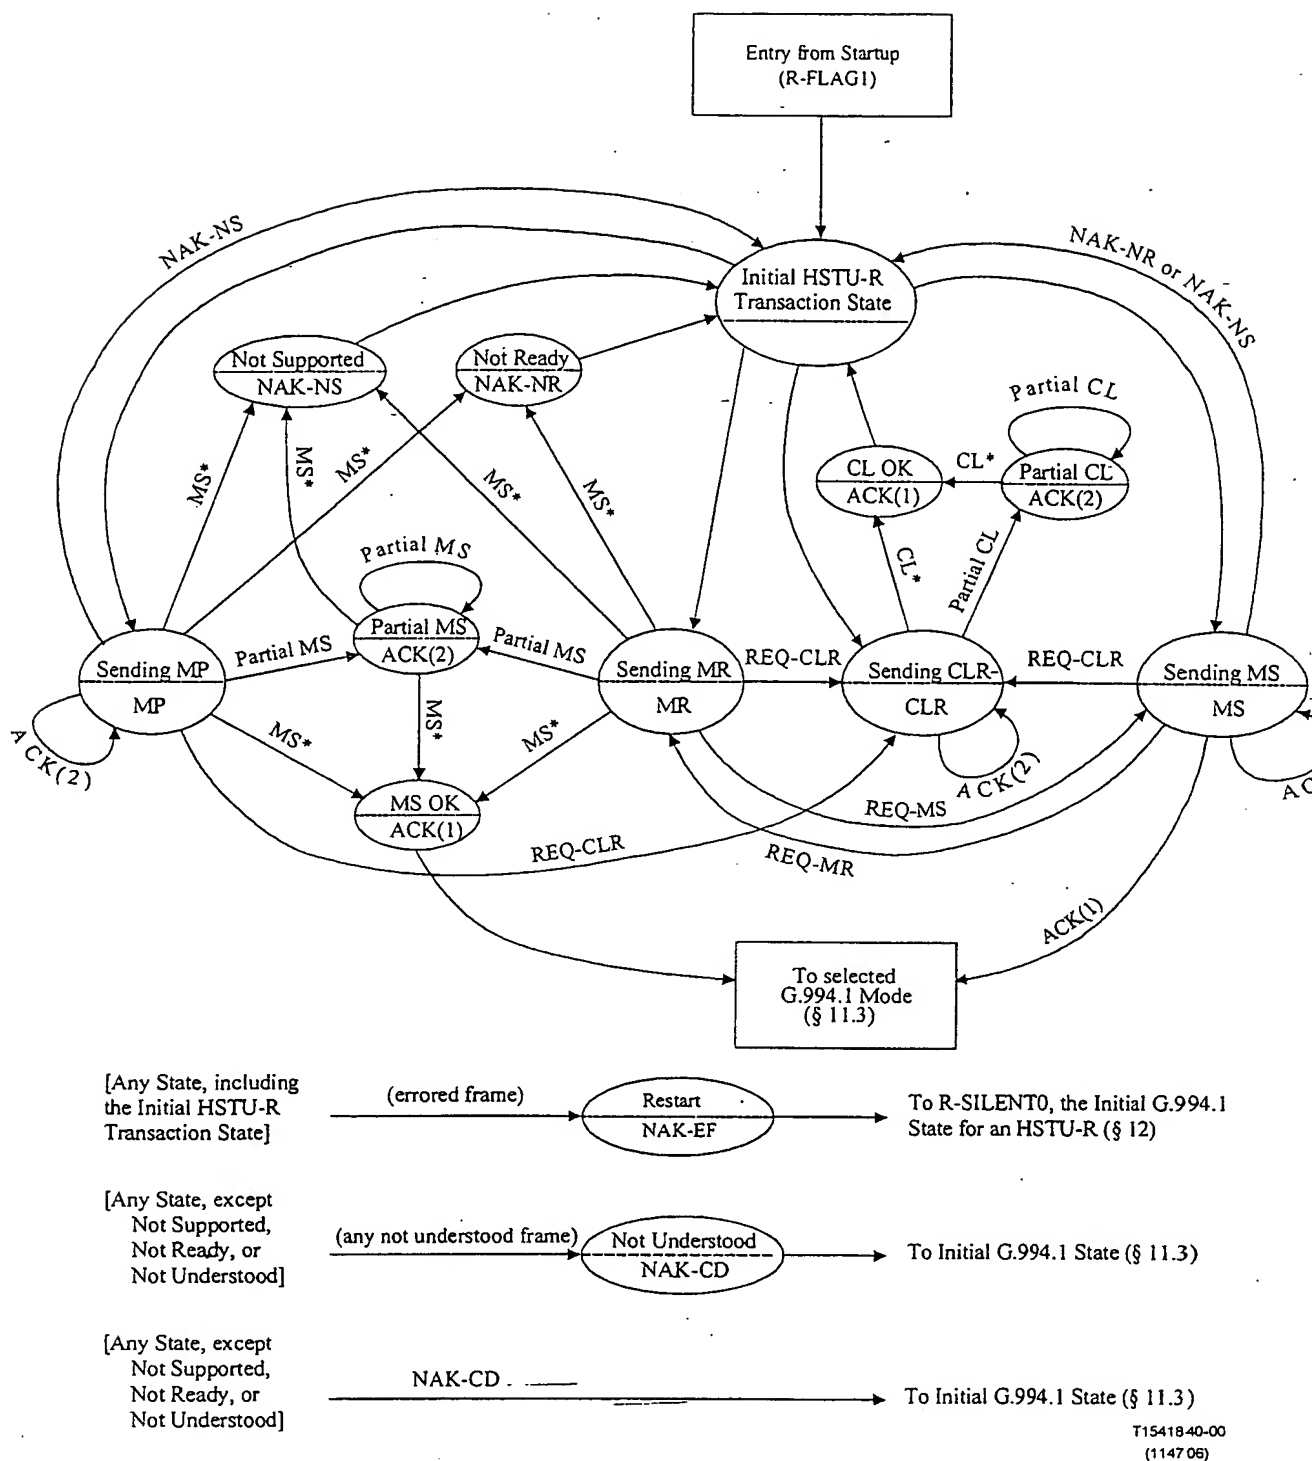 Entry from Startup
(R-FLAG1)
NAK-NS
NAK-NR or NAK-NS
Initial HSTU-R
Transaction State
Not Supported
NAK-NS
Not Ready
NAK-NR
Partial CL
MS*
MS*
MS*
MS*
MS*
CL OK
ACK(1)
CL*
Partial CL
ACK(2)
Partial MS
CL*
Partial CL
Sending MP
MP
Partial MS
Partial MS
ACK(2)
Partial MS
Sending MR
MR
REQ-CLR
Sending CLR
CLR
REQ-CLR
Sending MS
MS
ACK(2)
MS*
MS*
MS*
ACK(2)
MS OK
ACK(1)
REQ-MS
REQ-CLR
REQ-MR
ACK(1)
To selected
G.994.1 Mode
(§ 11.3)
[Any State, including
the Initial HSTU-R
Transaction State]
(errored frame)
Restart
NAK-EF
To R-SILENT0, the Initial G.994.1
State for an HSTU-R (§ 12)
[Any State, except
Not Supported,
Not Ready, or
Not Understood]
(any not understood frame)
Not Understood
NAK-CD
To Initial G.994.1 State (§ 11.3)
[Any State, except
Not Supported,
Not Ready, or
Not Understood]
NAK-CD
To Initial G.994.1 State (§ 11.3)
T1541840-00
(114706)